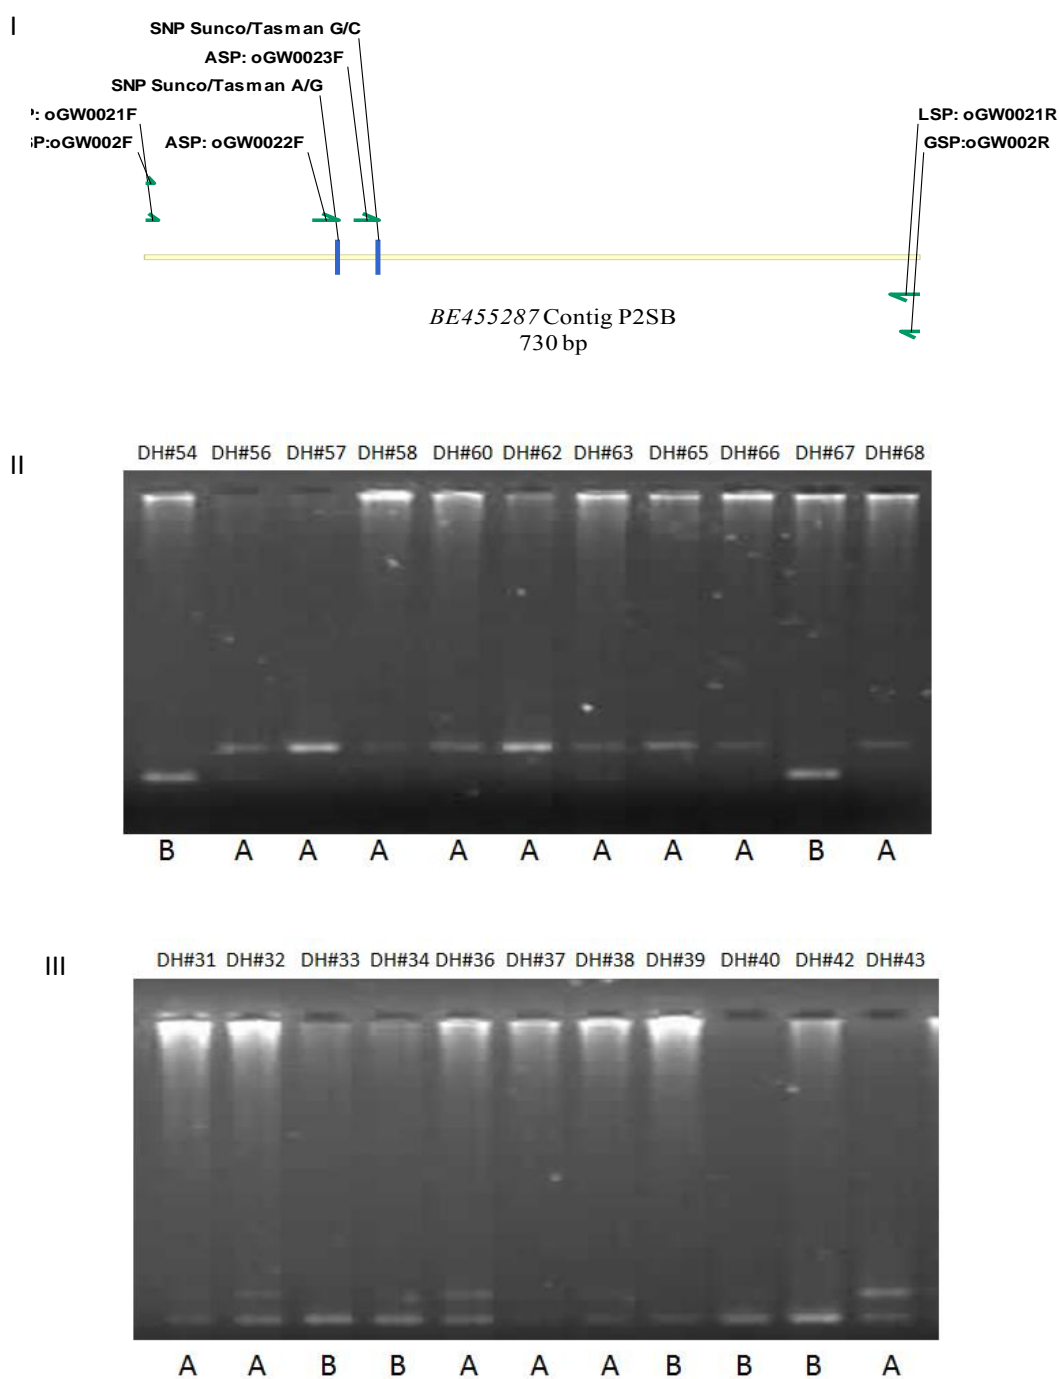 I
SNP Sunco/Tasman G/C
ASP: oGW0023F
SNP Sunco/Tasman A/G
: oGW0021F
LSP: oGW0021R
P:oGW002F
ASP: oGW0022F
GSP:oGW002R
BE455287 Contig P2SB
730 bp
II
DH#54 DH#56 DH#57 DH#58 DH#60 DH#62 DH#63 DH#65 DH#66 DH#67 DH#68
B A A A A A A A A B A
III
DH#31 DH#32 DH#33 DH#34 DH#36 DH#37 DH#38 DH#39 DH#40 DH#42 DH#43
A A B B A A A B B B A